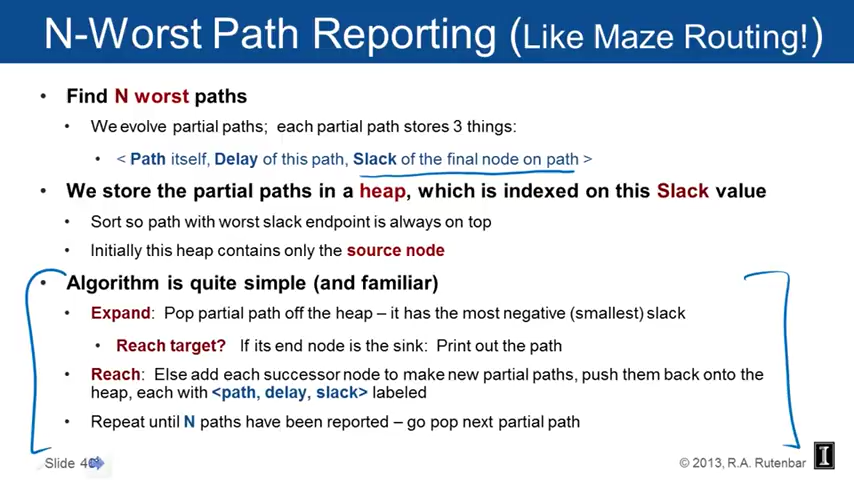 N-Worst Path Reporting (Like Maze Routing!)
• Find N worst paths
• We evolve partial paths; each partial path stores 3 things:
• < Path itself, Delay of this path, Slack of the final node on path >
• We store the partial paths in a heap, which is indexed on this Slack value
• Sort so path with worst slack endpoint is always on top
• Initially this heap contains only the source node
• Algorithm is quite simple (and familiar)
• Expand: Pop partial path off the heap – it has the most negative (smallest) slack
• Reach target? If its end node is the sink: Print out the path
• Reach: Else add each successor node to make new partial paths, push them back onto the
heap, each with <path, delay, slack> labeled
• Repeat until N paths have been reported – go pop next partial path
Slide
© 2013, R.A. Rutenbar